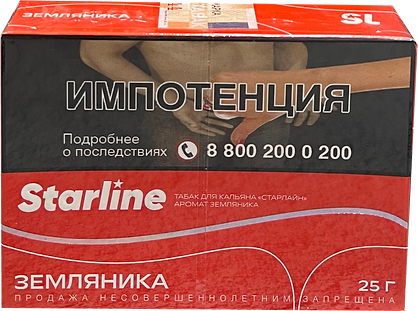 ЗЕМЛЯНИКА
SL
ИМПОТЕНЦИЯ
Подробнее
о последствиях
8 800 200 0 200
Starline
ТАБАК ДЛЯ КАЛЬЯНА «СТАРЛАЙН»
АРОМАТ ЗЕМЛЯНИКА
ЗЕМЛЯНИКА
25 Г
ПРОДАЖА НЕСОВЕРШЕННОЛЕТНИМ ЗАПРЕЩЕНА